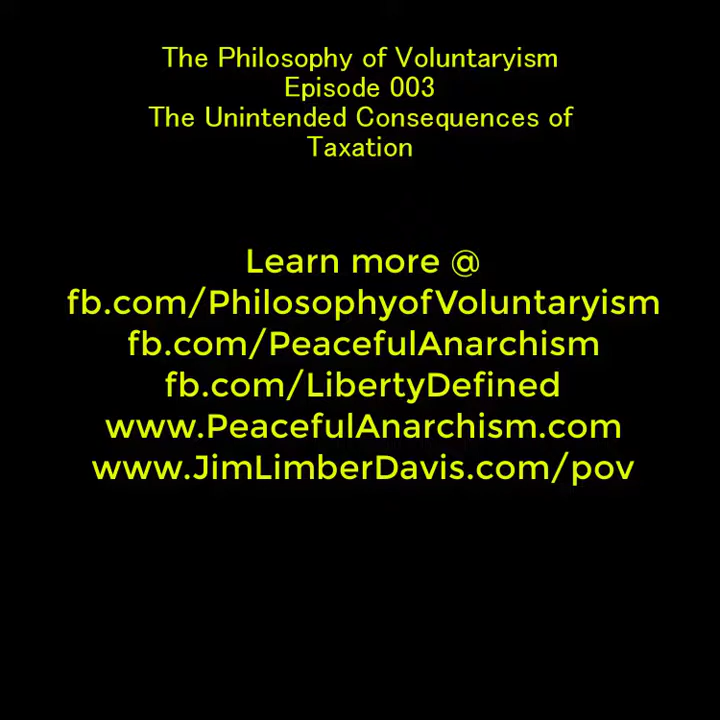 The Philosophy of Voluntaryism
Episode 003
The Unintended Consequences of
Taxation
Learn more @
fb.com/PhilosophyofVoluntaryism
fb.com/PeacefulAnarchism
fb.com/LibertyDefined
www.PeacefulAnarchism.com
www.JimLimberDavis.com/pov